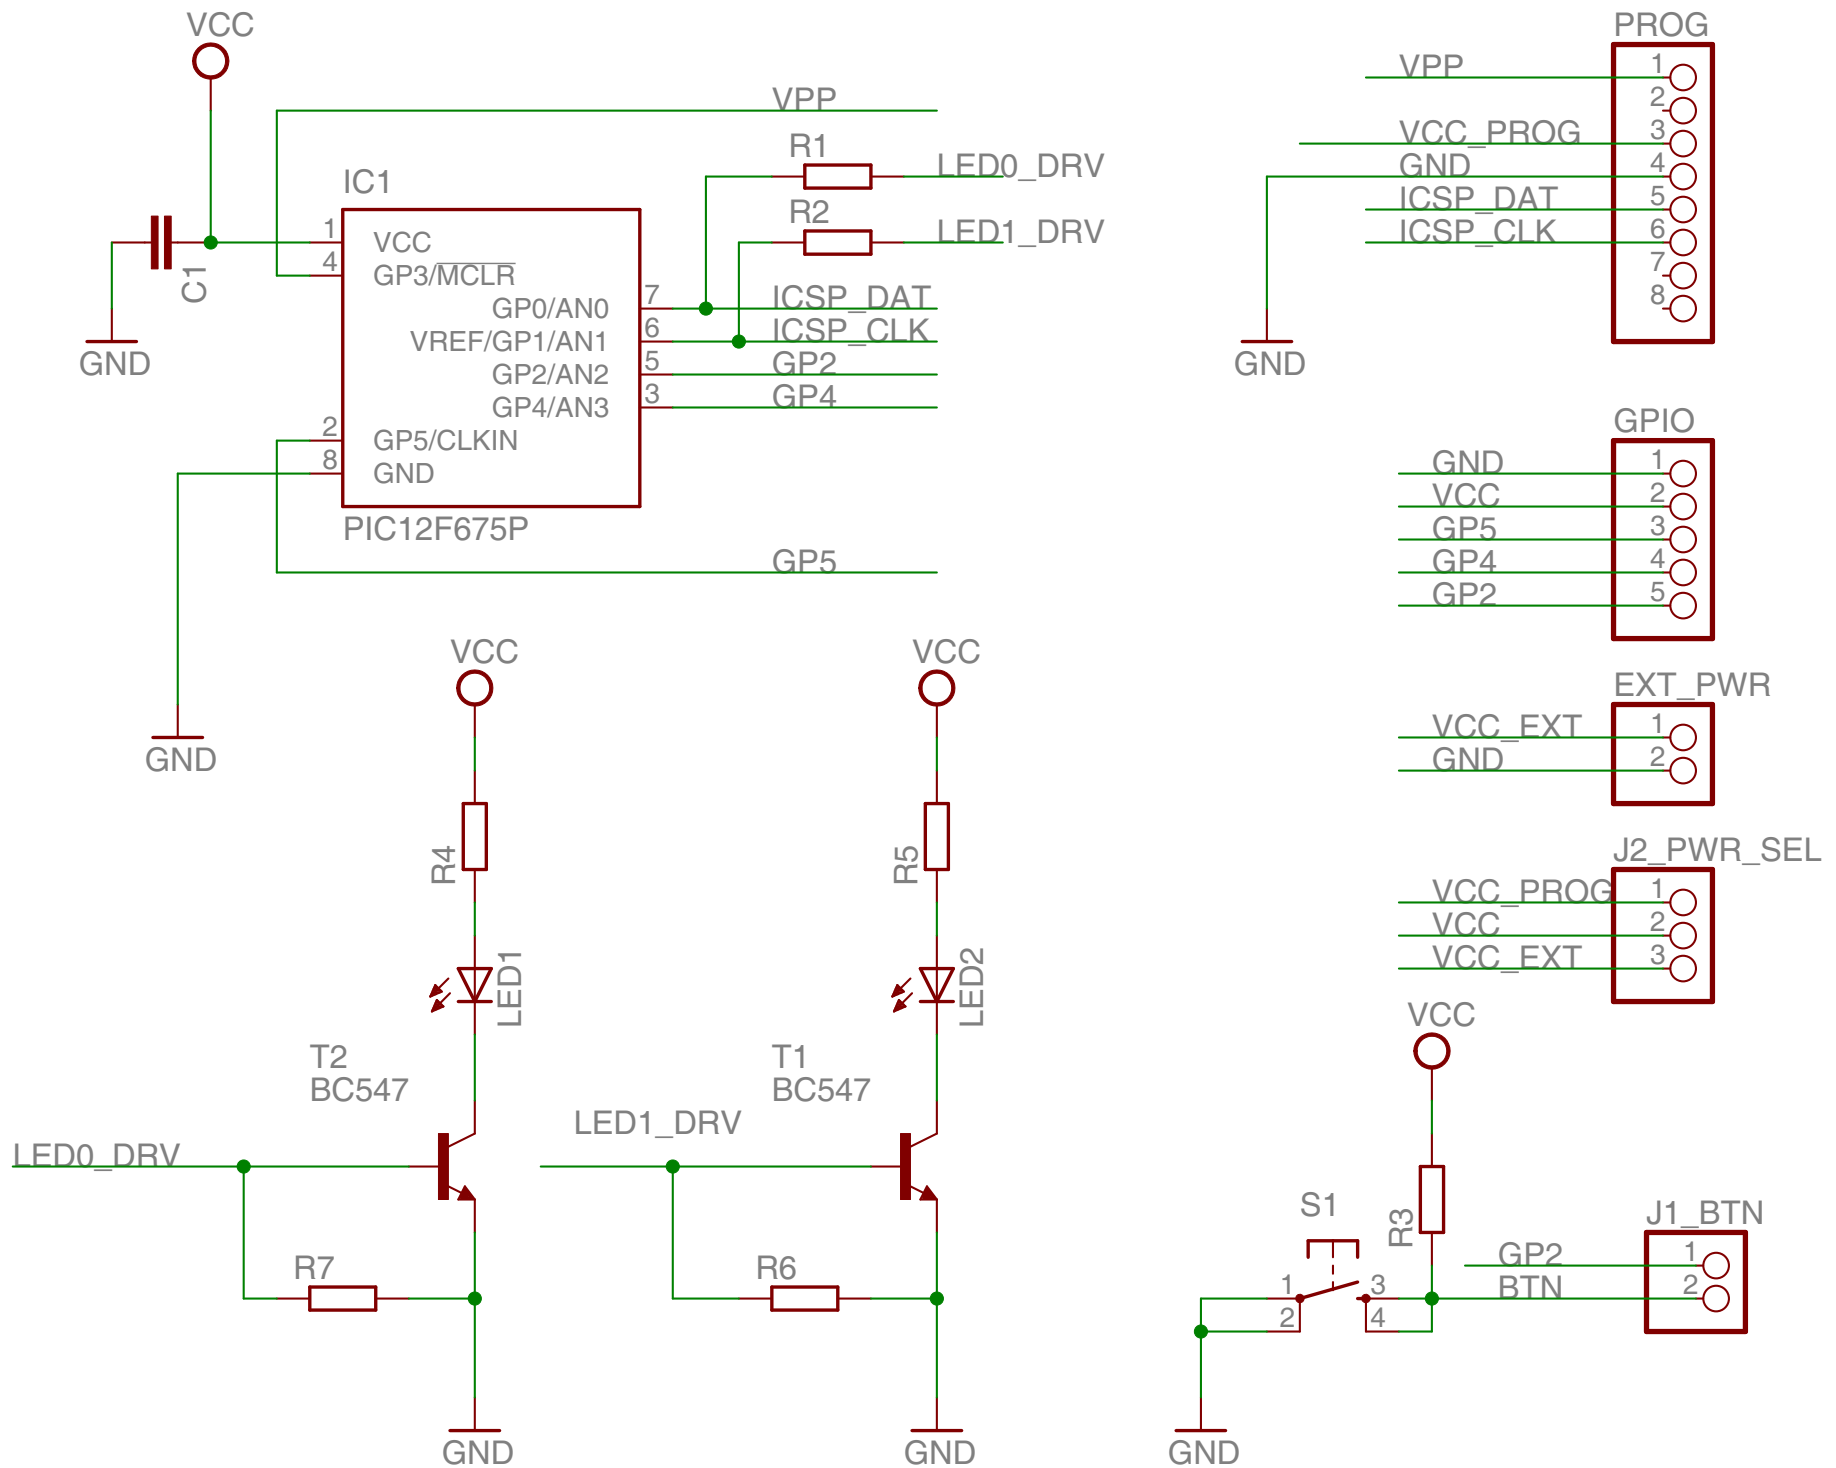 VCC
VPP
R1
LED0_DRV
R2
LED1_DRV
IC1
1
VCC
4
GP3/MCLR
C1
GND
GP0/AN0
7
ICSP_DAT
VREF/GP1/AN1
6
ICSP_CLK
GP2/AN2
5
GP2
GP4/AN3
3
GP4
2
GP5/CLKIN
8
GND
PIC12F675P
GP5
GND
PROG
VPP
1
2
VCC_PROG
3
GND
4
ICSP_DAT
5
ICSP_CLK
6
7
8
GND
GPIO
GND
1
VCC
2
GP5
3
GP4
4
GP2
5
EXT_PWR
VCC_EXT
1
GND
2
J2_PWR_SEL
VCC_PROG
1
VCC
2
VCC_EXT
3
VCC
R4
LED1
T2
BC547
LED0_DRV
R7
GND
VCC
R5
LED2
T1
BC547
LED1_DRV
R6
GND
VCC
R3
S1
1
2
3
4
J1_BTN
GP2
1
BTN
2
GND